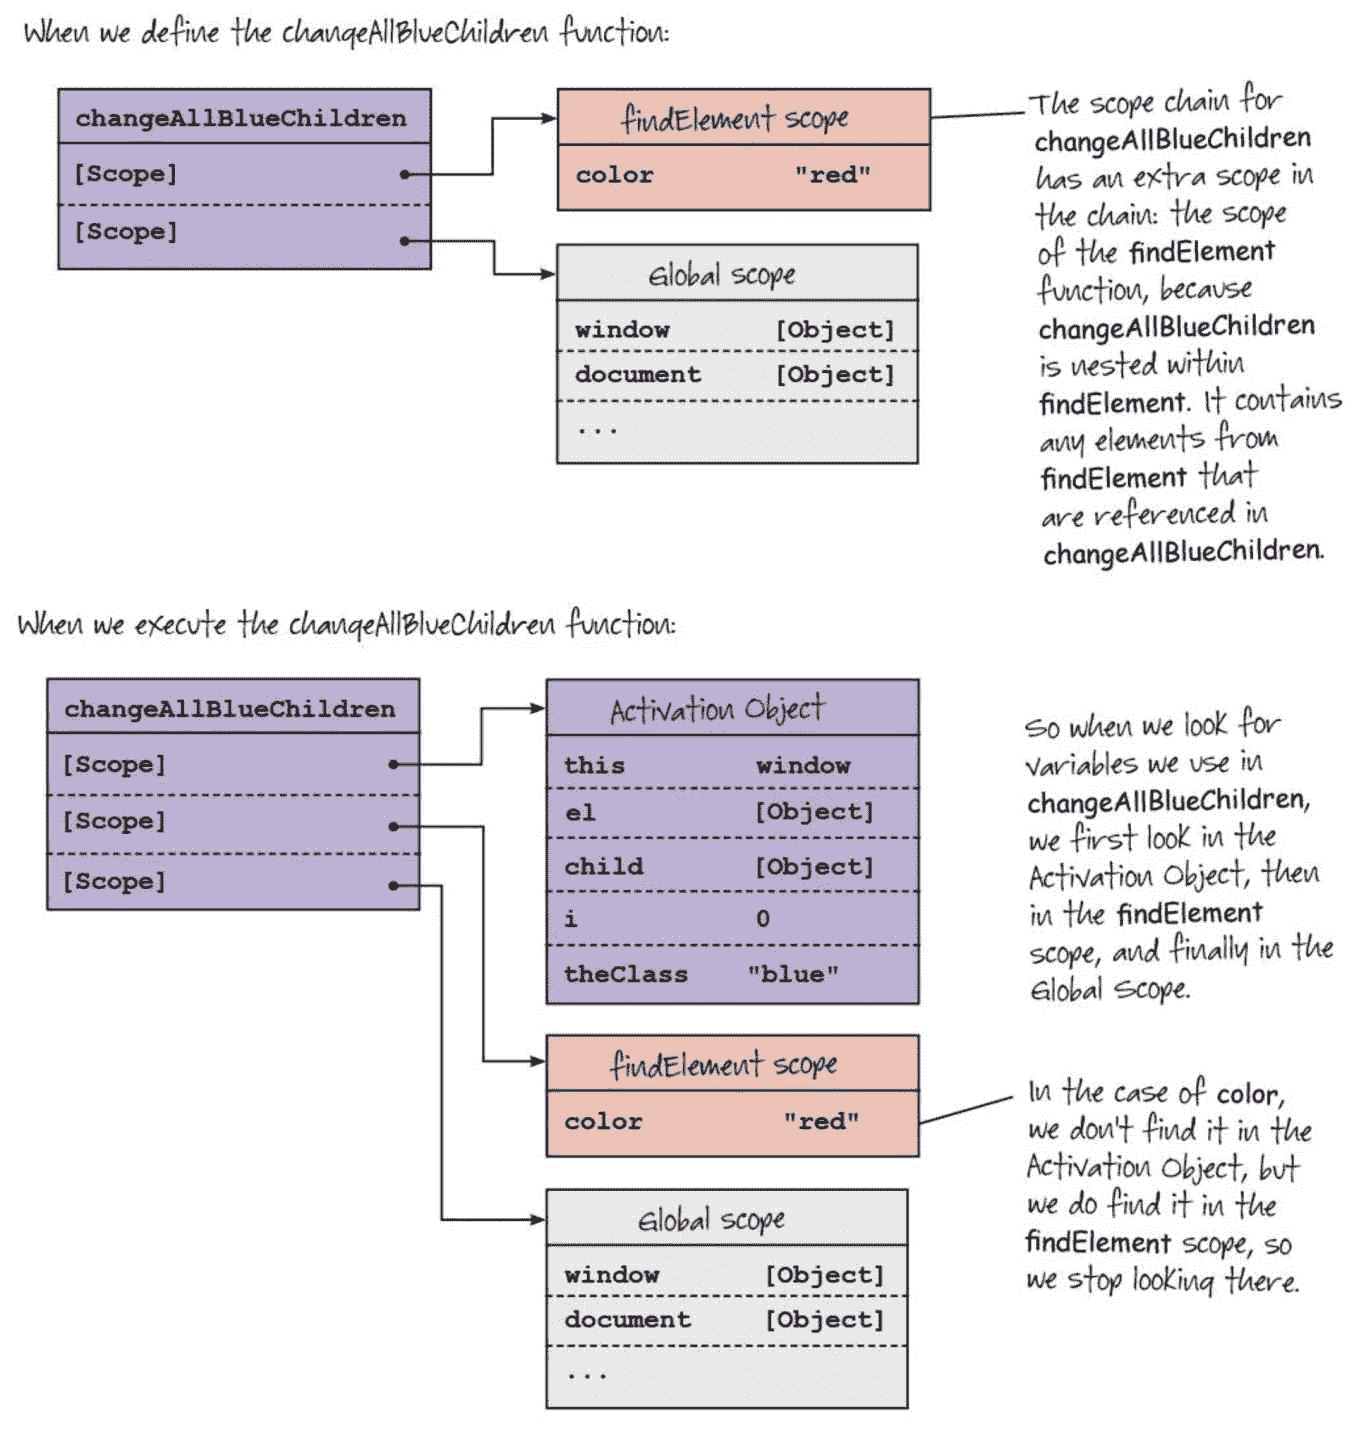 When we define the changeAllBlueChildren function:
changeAllBlueChildren
[Scope]
[Scope]
findElement scope
color "red"
Global scope
window [Object]
document [Object]
...
The scope chain for
changeAllBlueChildren
has an extra scope in
the chain: the scope
of the findElement
function, because
changeAllBlueChildren
is nested within
findElement. It contains
any elements from
findElement that
are referenced in
changeAllBlueChildren.
When we execute the changeAllBlueChildren function:
changeAllBlueChildren
[Scope]
[Scope]
[Scope]
Activation Object
this window
el [Object]
child [Object]
i 0
theClass "blue"
findElement scope
color "red"
Global scope
window [Object]
document [Object]
...
So when we look for
variables we use in
changeAllBlueChildren,
we first look in the
Activation Object, then
in the findElement
scope, and finally in the
Global Scope.
In the case of color,
we don't find it in the
Activation Object, but
we do find it in the
findElement scope, so
we stop looking there.